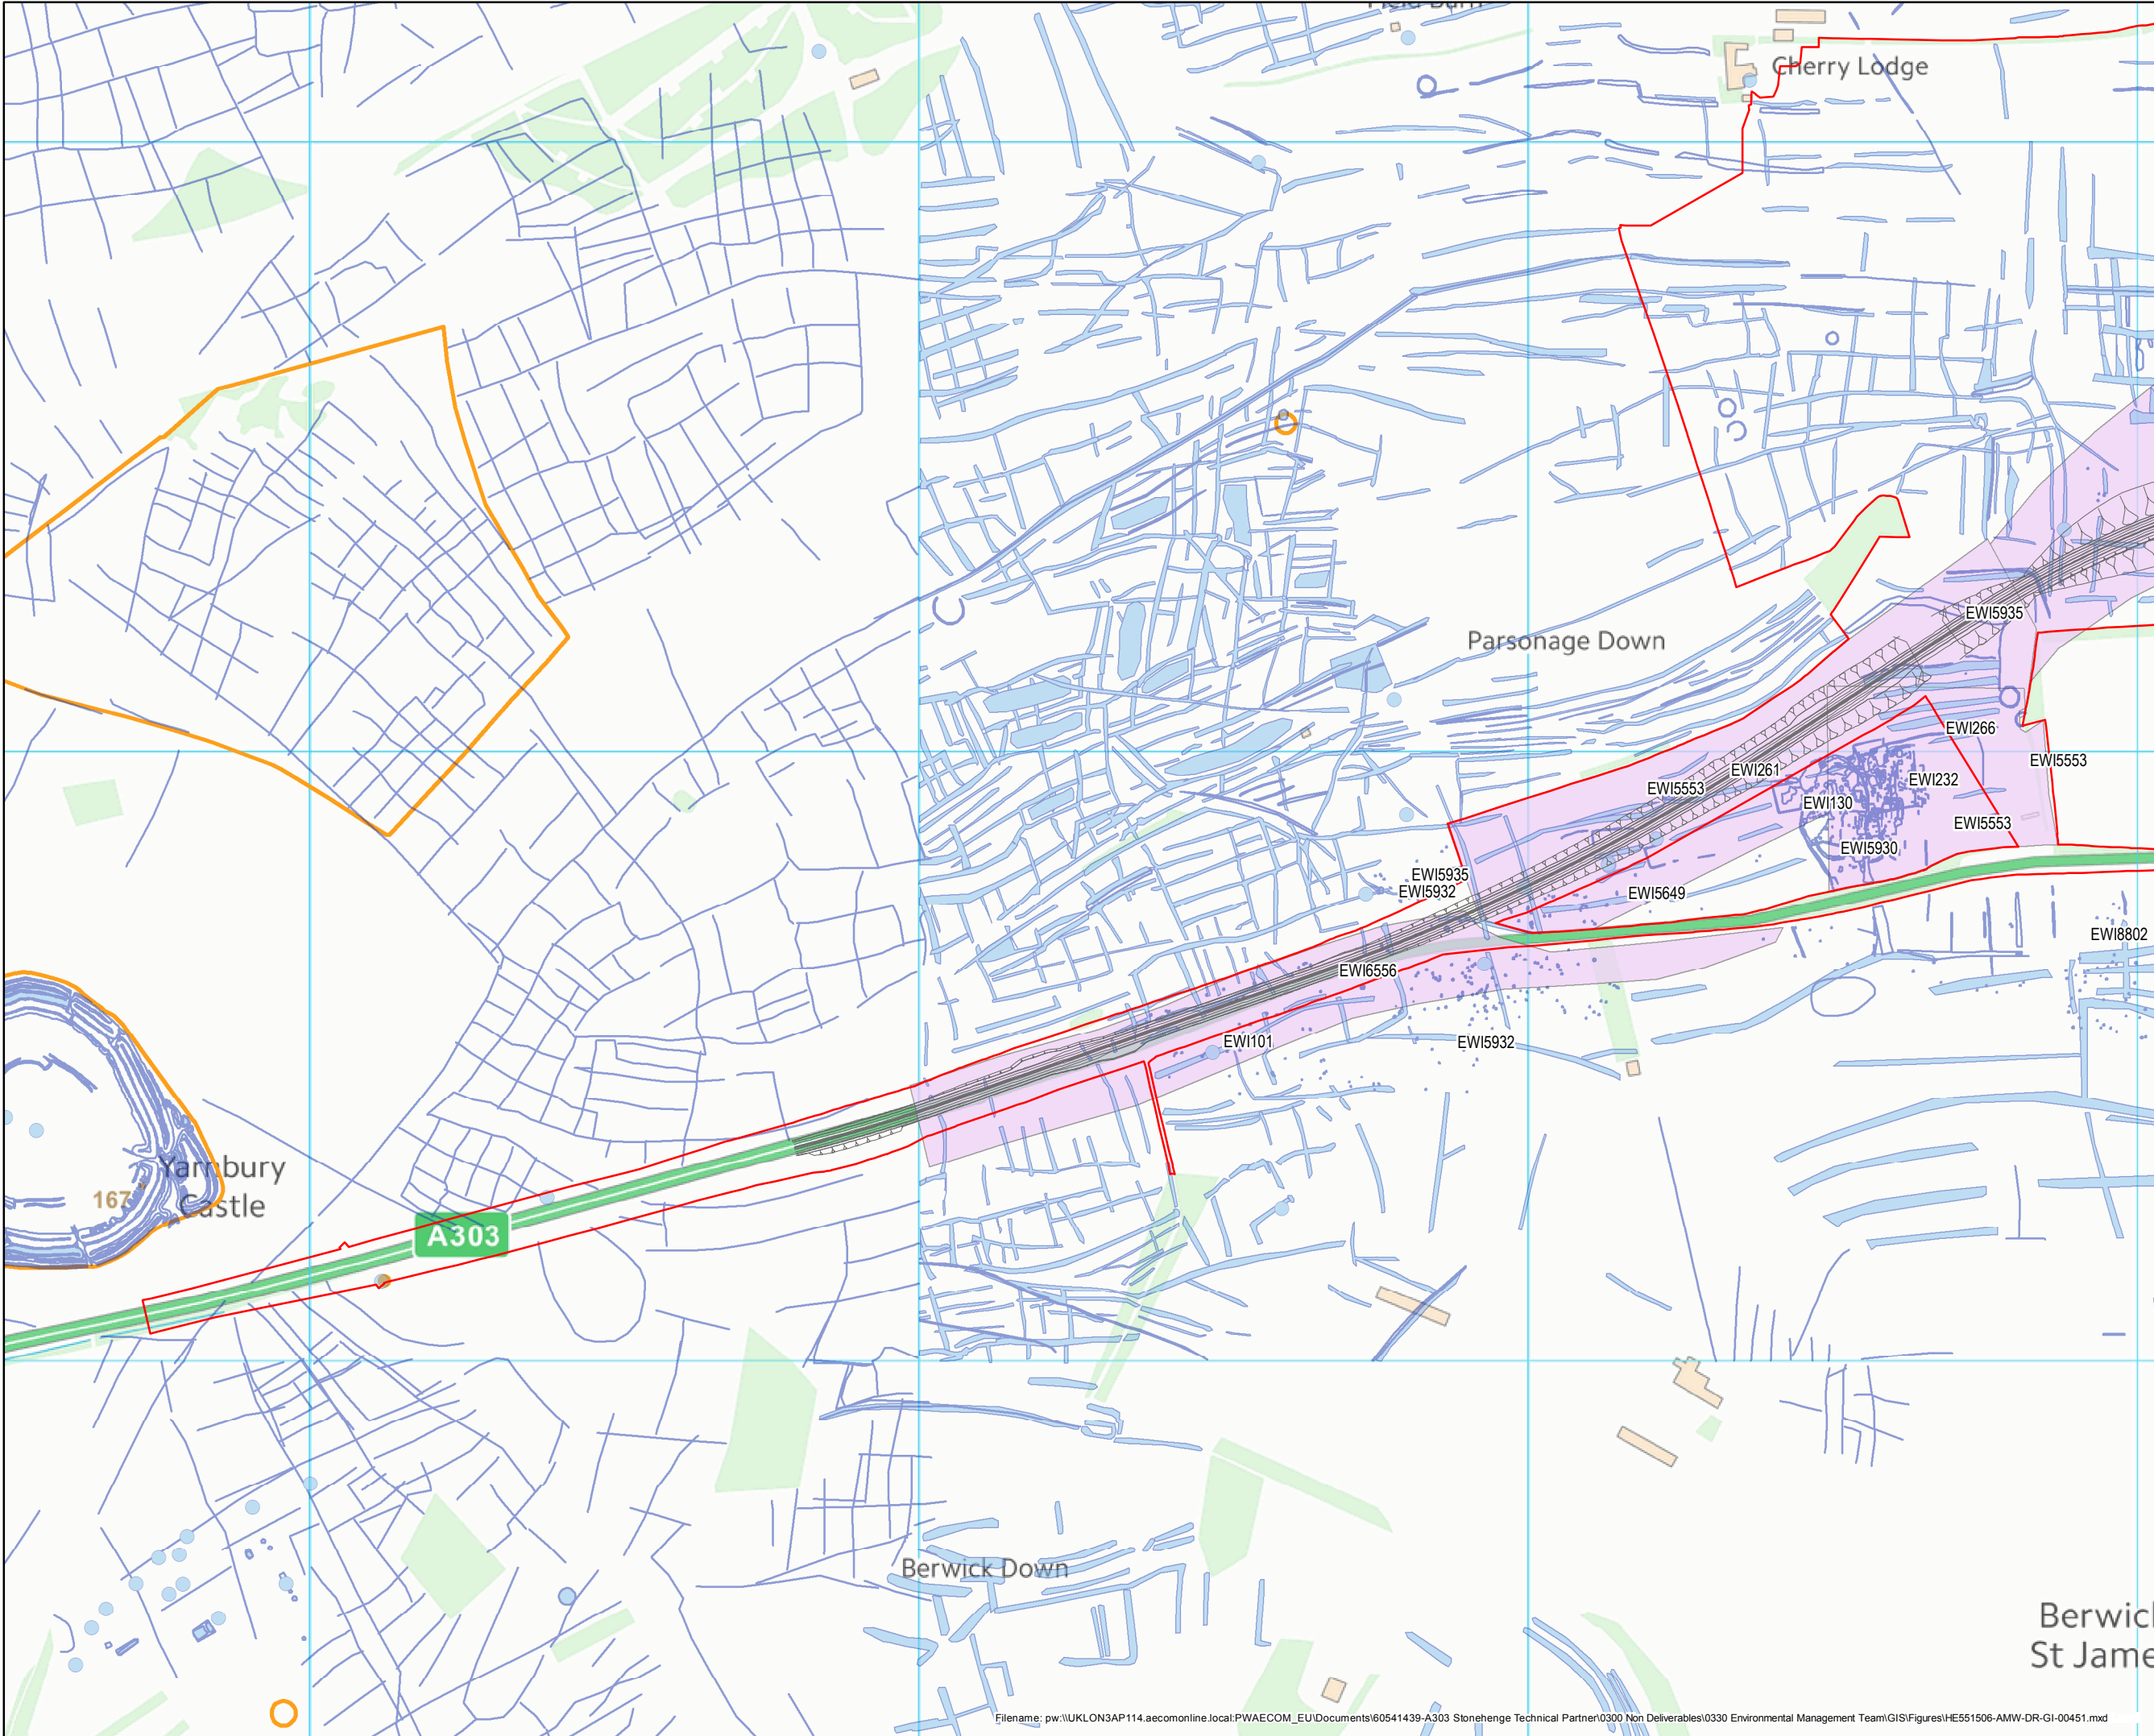 Cherry Lodge
EWI5935
Parsonage Down
EWI266
EWI5553
EWI261
EWI232
EWI5553
EWI130
EWI5553
EWI5930
EWI5935
EWI5932
EWI5649
EWI8802
EWI6556
EWI101
EWI5932
Yarnbury
Castle
167
A303
Berwick Down
Berwic
St Jame
Filename: pw:\\UKLON3AP114.aecomonline.local:PWAECOM_EU\Documents\60541439-A303 Stonehenge Technical Partner\0300 Non Deliverables\0330 Environmental Management Team\GIS\Figures\HE551506-AMW-DR-GI-00451.mxd